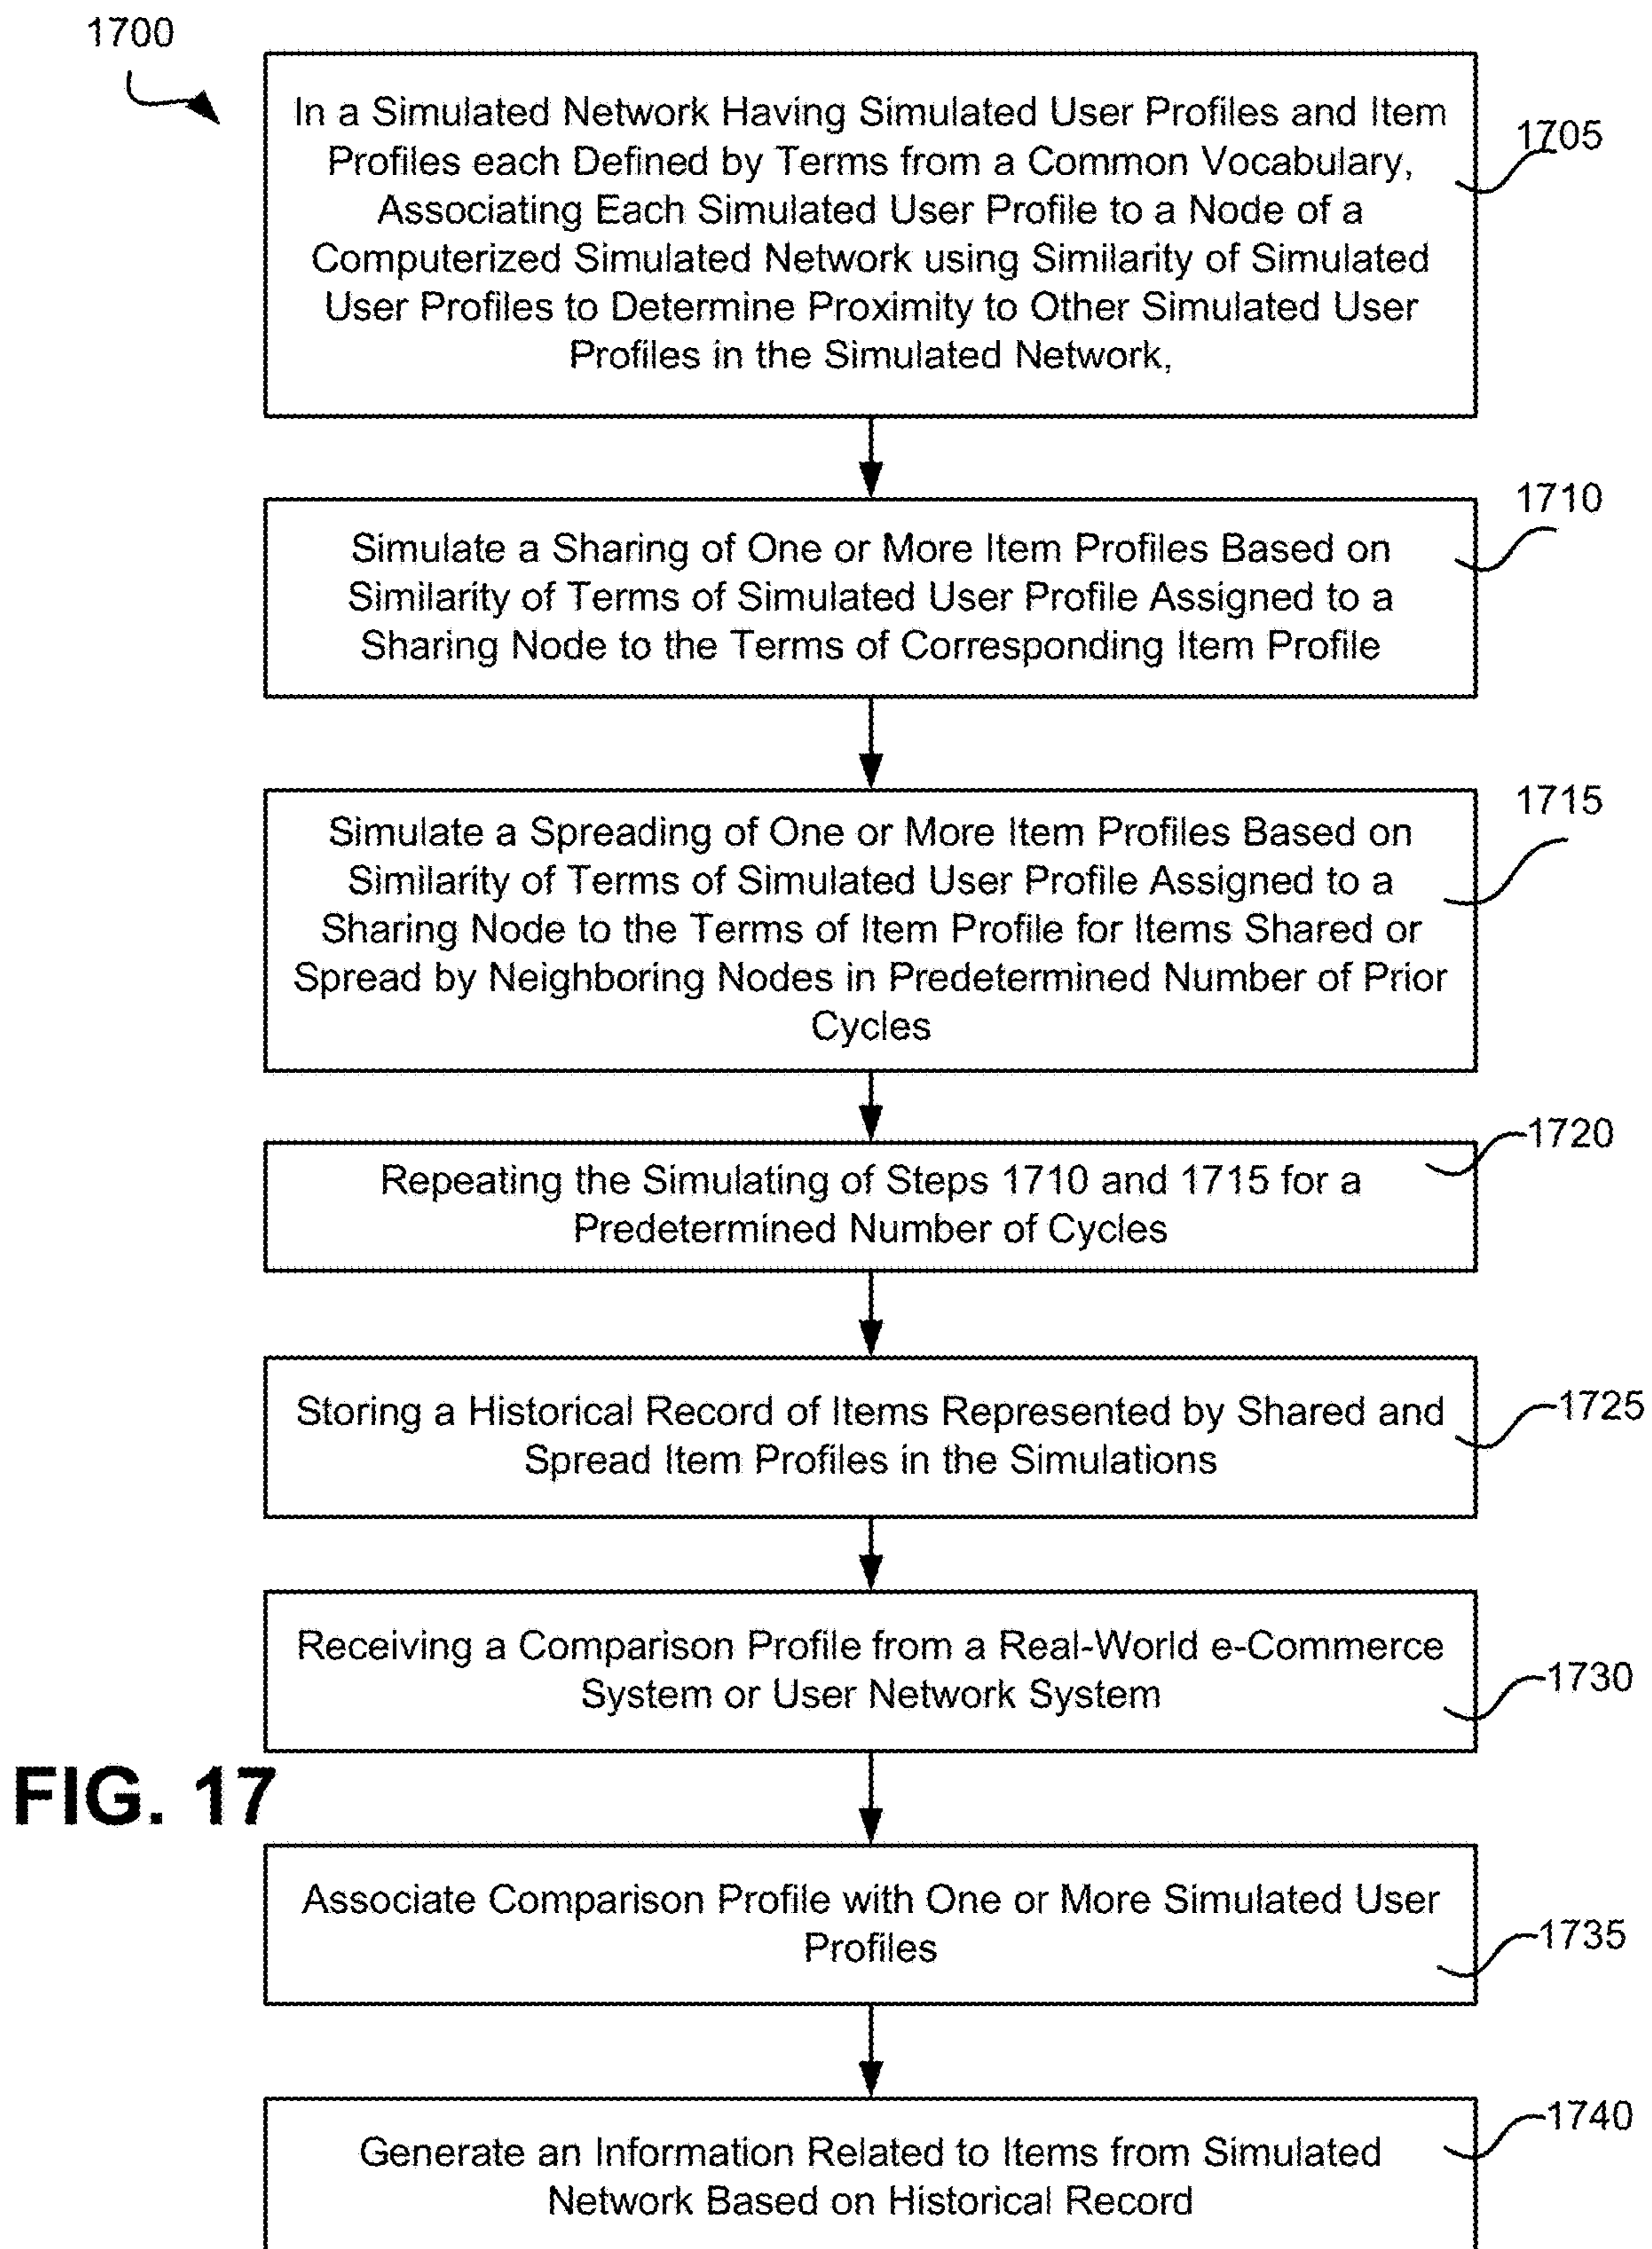 1700
In a Simulated Network Having Simulated User Profiles and Item
Profiles each Defined by Terms from a Common Vocabulary,
Associating Each Simulated User Profile to a Node of a
Computerized Simulated Network using Similarity of Simulated
User Profiles to Determine Proximity to Other Simulated User
Profiles in the Simulated Network,
1705
Simulate a Sharing of One or More Item Profiles Based on
Similarity of Terms of Simulated User Profile Assigned to a
Sharing Node to the Terms of Corresponding Item Profile
1710
Simulate a Spreading of One or More Item Profiles Based on
Similarity of Terms of Simulated User Profile Assigned to a
Sharing Node to the Terms of Item Profile for Items Shared or
Spread by Neighboring Nodes in Predetermined Number of Prior
Cycles
1715
Repeating the Simulating of Steps 1710 and 1715 for a
Predetermined Number of Cycles
1720
Storing a Historical Record of Items Represented by Shared and
Spread Item Profiles in the Simulations
1725
Receiving a Comparison Profile from a Real-World e-Commerce
System or User Network System
1730
FIG. 17
Associate Comparison Profile with One or More Simulated User
Profiles
1735
Generate an Information Related to Items from Simulated
Network Based on Historical Record
1740